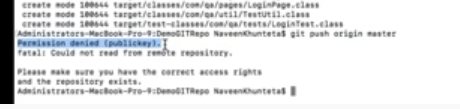 create mode 100644 target/classes/com/qa/pages/LoginPage.class
create mode 100644 target/classes/com/qa/util/TestUtil.class
create mode 100644 target/test-classes/com/qa/tests/LoginTest.class
Administrators-MacBook-Pro-9:DemoGITRepo NaveenKhunteta$ git push origin master
Permission denied (publickey).
fatal: Could not read from remote repository.
Please make sure you have the correct access rights
and the repository exists.
Administrators-MacBook-Pro-9:DemoGITRepo NaveenKhunteta$